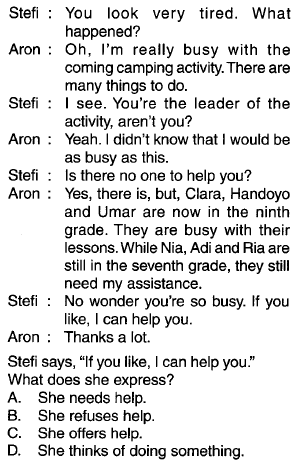 Stefi : You look very tired. What
happened?
Aron : Oh, I'm really busy with the
coming camping activity. There are
many things to do.
Stefi : I see. You're the leader of the
activity, aren't you?
Aron : Yeah. I didn't know that I would be
as busy as this.
Stefi : Is there no one to help you?
Aron : Yes, there is, but, Clara, Handoyo
and Umar are now in the ninth
grade. They are busy with their
lessons. While Nia, Adi and Ria are
still in the seventh grade, they still
need my assistance.
Stefi : No wonder you're so busy. If you
like, I can help you.
Aron : Thanks a lot.
Stefi says, "If you like, I can help you."
What does she express?
A. She needs help.
B. She refuses help.
C. She offers help.
D. She thinks of doing something.